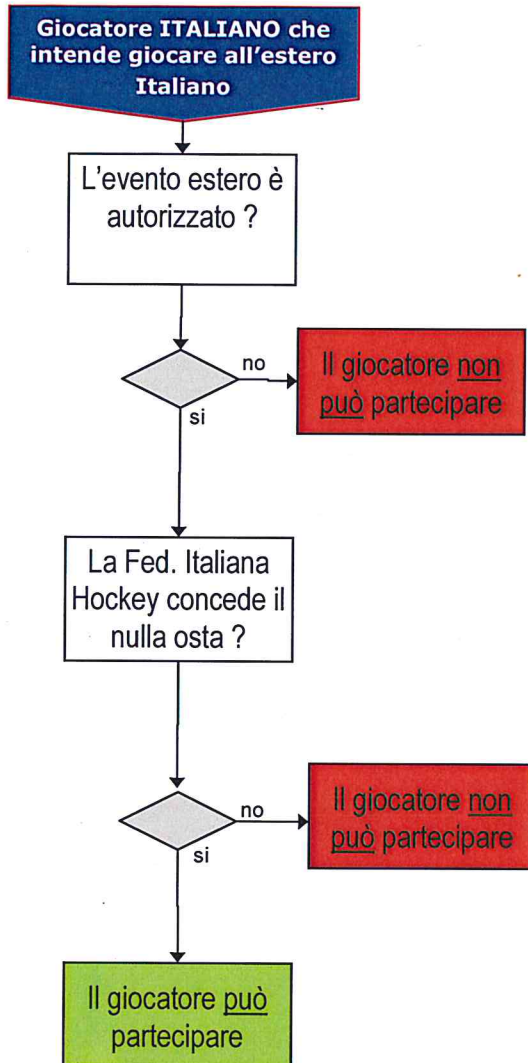 Giocatore ITALIANO che
intende giocare all'estero
Italiano
L'evento estero è
autorizzato ?
no
Il giocatore non
può partecipare
si
La Fed. Italiana
Hockey concede il
nulla osta ?
no
Il giocatore non
può partecipare
si
Il giocatore può
partecipare